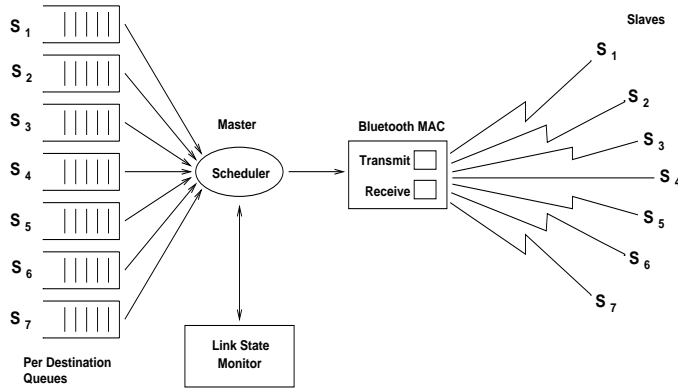 S 1
S 2
S 3
S 4
S 5
S 6
S 7
Per Destination
Queues
Master
Scheduler
Link State
Monitor
Bluetooth MAC
Transmit
Receive
Slaves
S 1
S 2
S 3
S 4
S 5
S 6
S 7